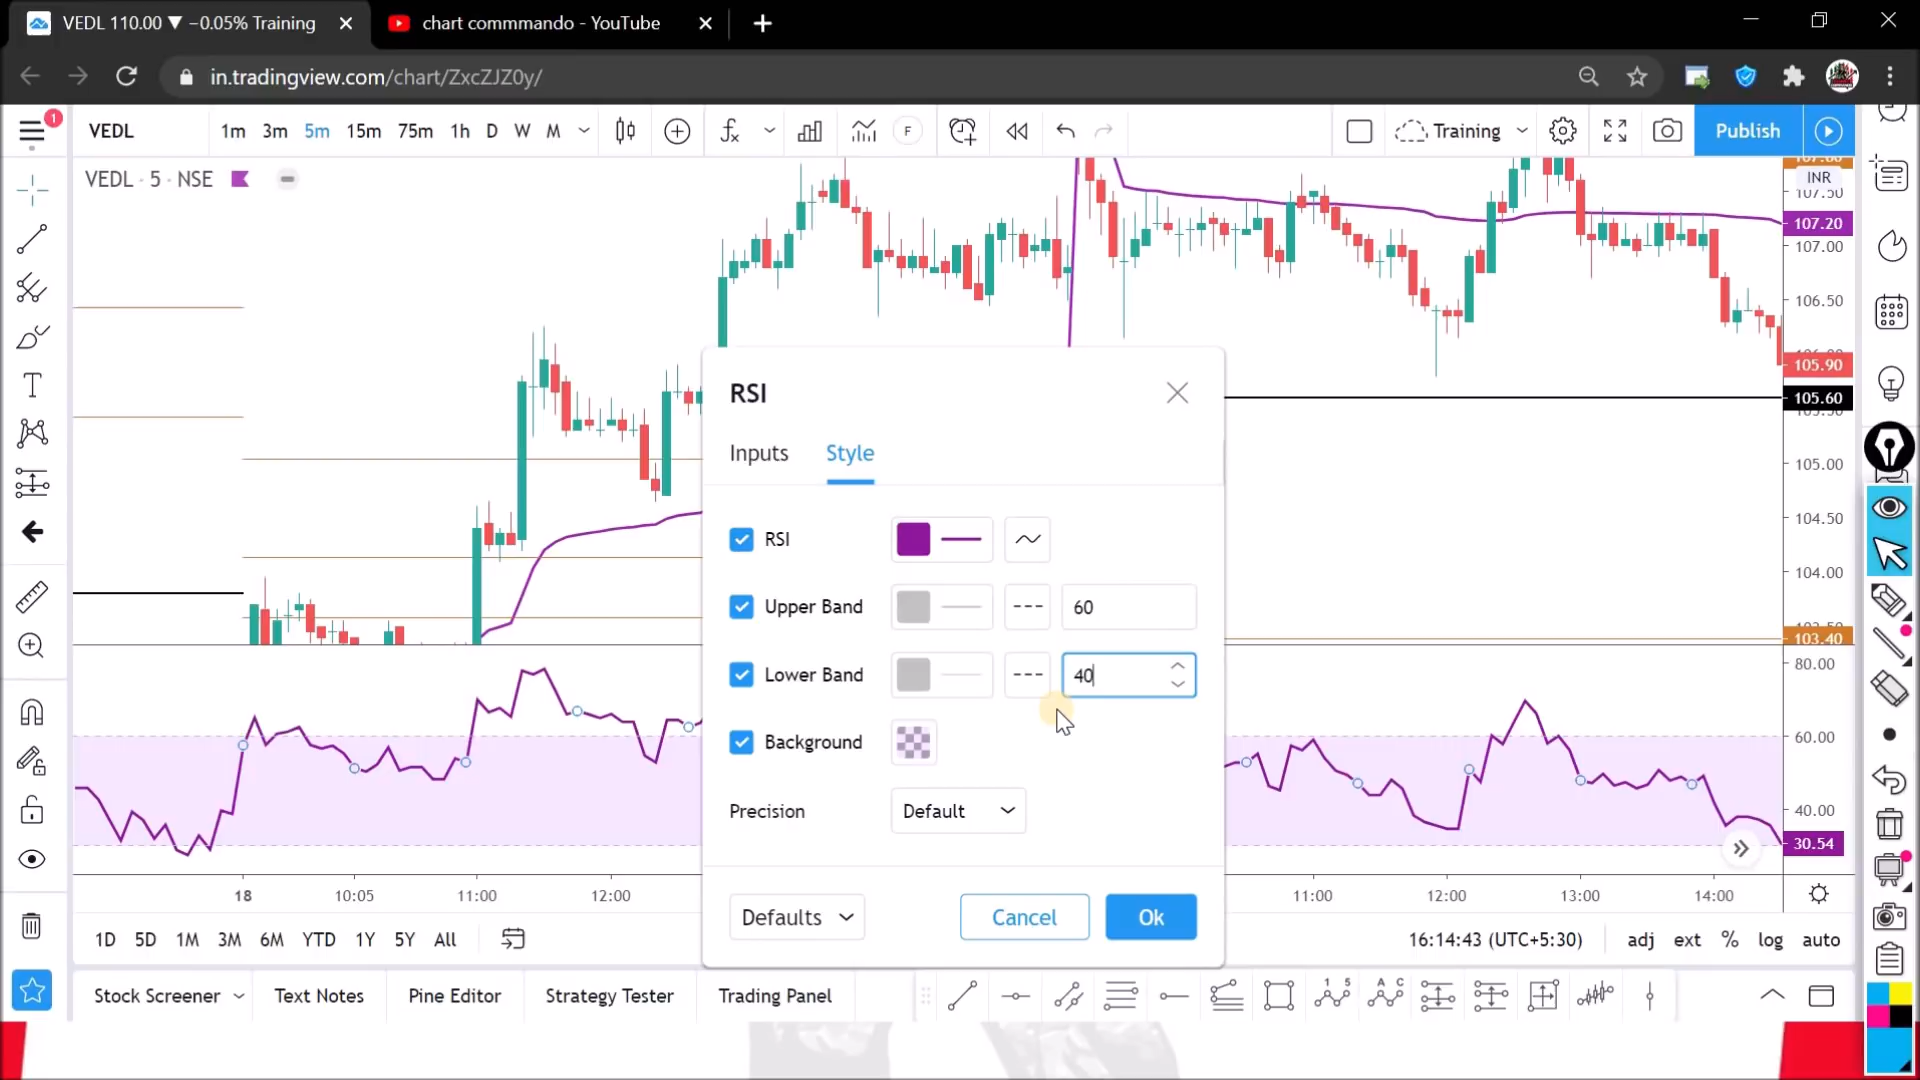 VEDL 110.00 ▼ −0.05% Training
chart commmando - YouTube
in.tradingview.com/chart/ZxcZJZ0y/
1
VEDL
1m 3m 5m 15m 75m 1h D W M
F
Training
Publish
VEDL · 5 · NSE
INR
107.50
107.20
107.00
106.50
105.90
105.60
105.00
104.50
104.00
103.40
80.00
60.00
40.00
30.54
RSI
Inputs Style
RSI
Upper Band 60
Lower Band 40
Background
Precision Default
Defaults Cancel Ok
18 10:05 11:00 12:00 11:00 12:00 13:00 14:00
1D 5D 1M 3M 6M YTD 1Y 5Y All
16:14:43 (UTC+5:30) adj ext % log auto
Stock Screener Text Notes Pine Editor Strategy Tester Trading Panel